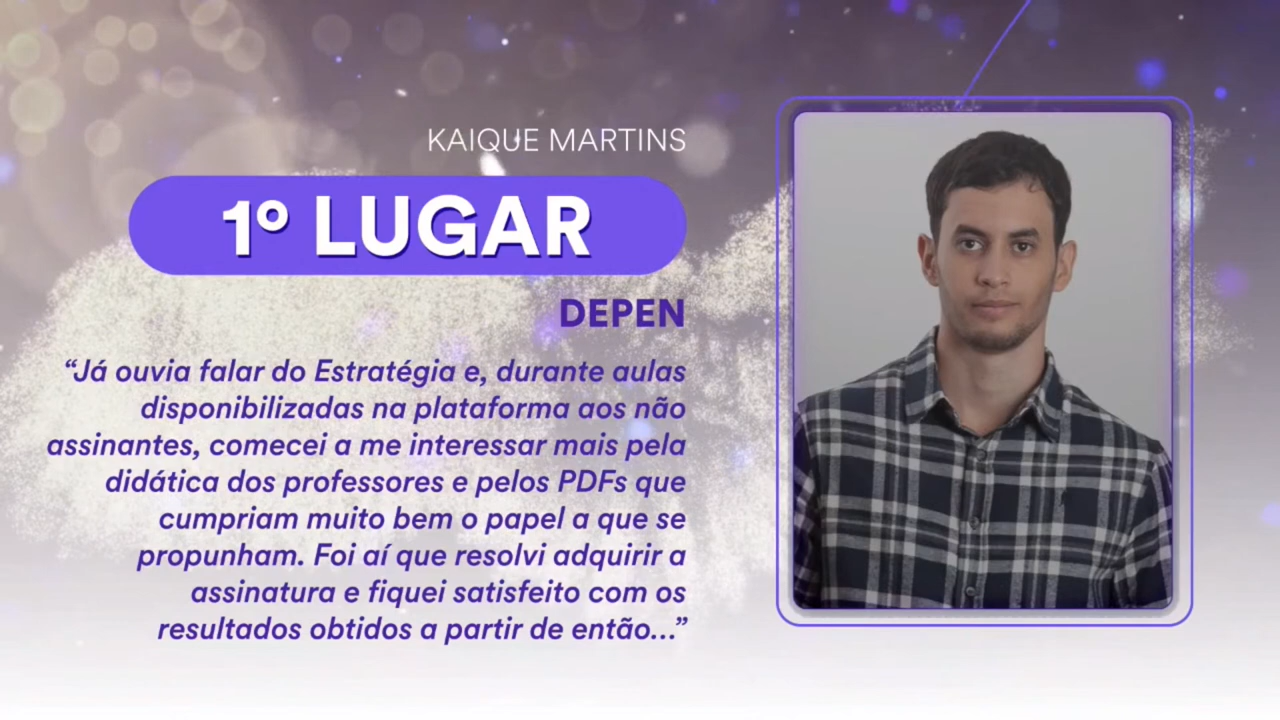 KAIQUE MARTINS
1º LUGAR
DEPEN
“Já ouvia falar do Estratégia e, durante aulas
disponibilizadas na plataforma aos não
assinantes, comecei a me interessar mais pela
didática dos professores e pelos PDFs que
cumpriam muito bem o papel a que se
propunham. Foi aí que resolvi adquirir a
assinatura e fiquei satisfeito com os
resultados obtidos a partir de então...”